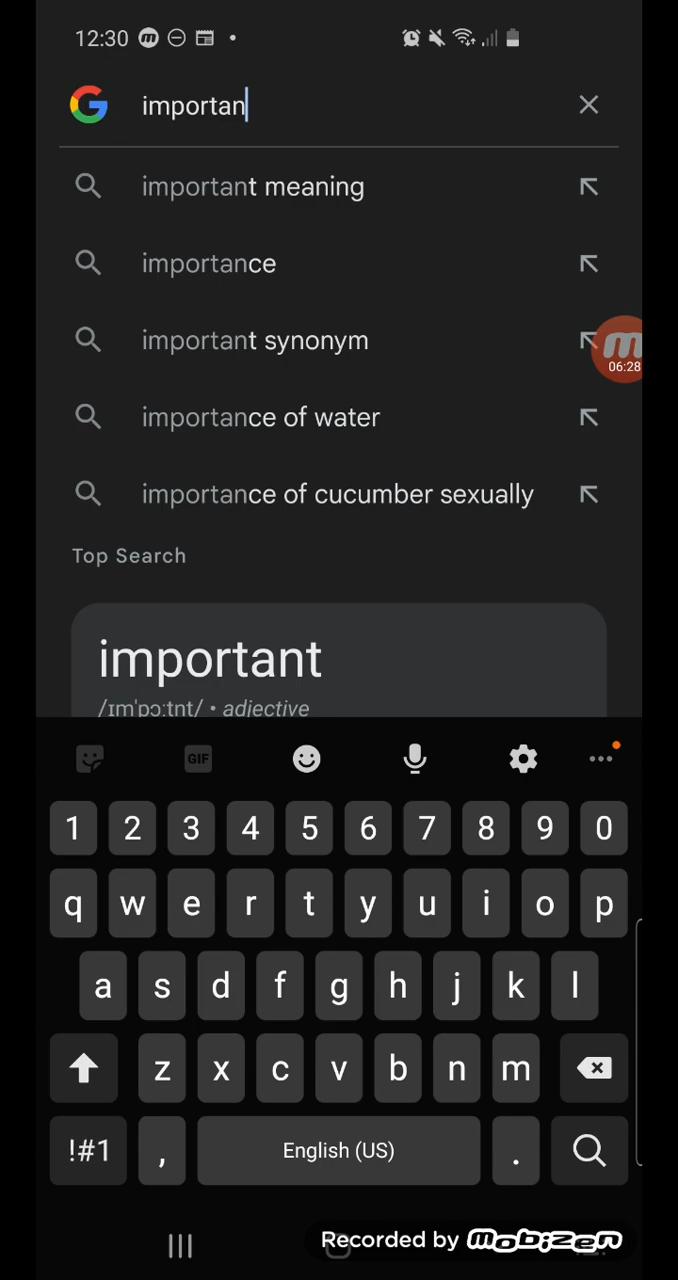 12:30
importan
important meaning
importance
important synonym
06:28
importance of water
importance of cucumber sexually
Top Search
important
/ɪmˈpɔːtnt/ • adjective
GIF
1 2 3 4 5 6 7 8 9 0
q w e r t y u i o p
a s d f g h j k l
z x c v b n m
!#1 , English (US) .
Recorded by mobizen